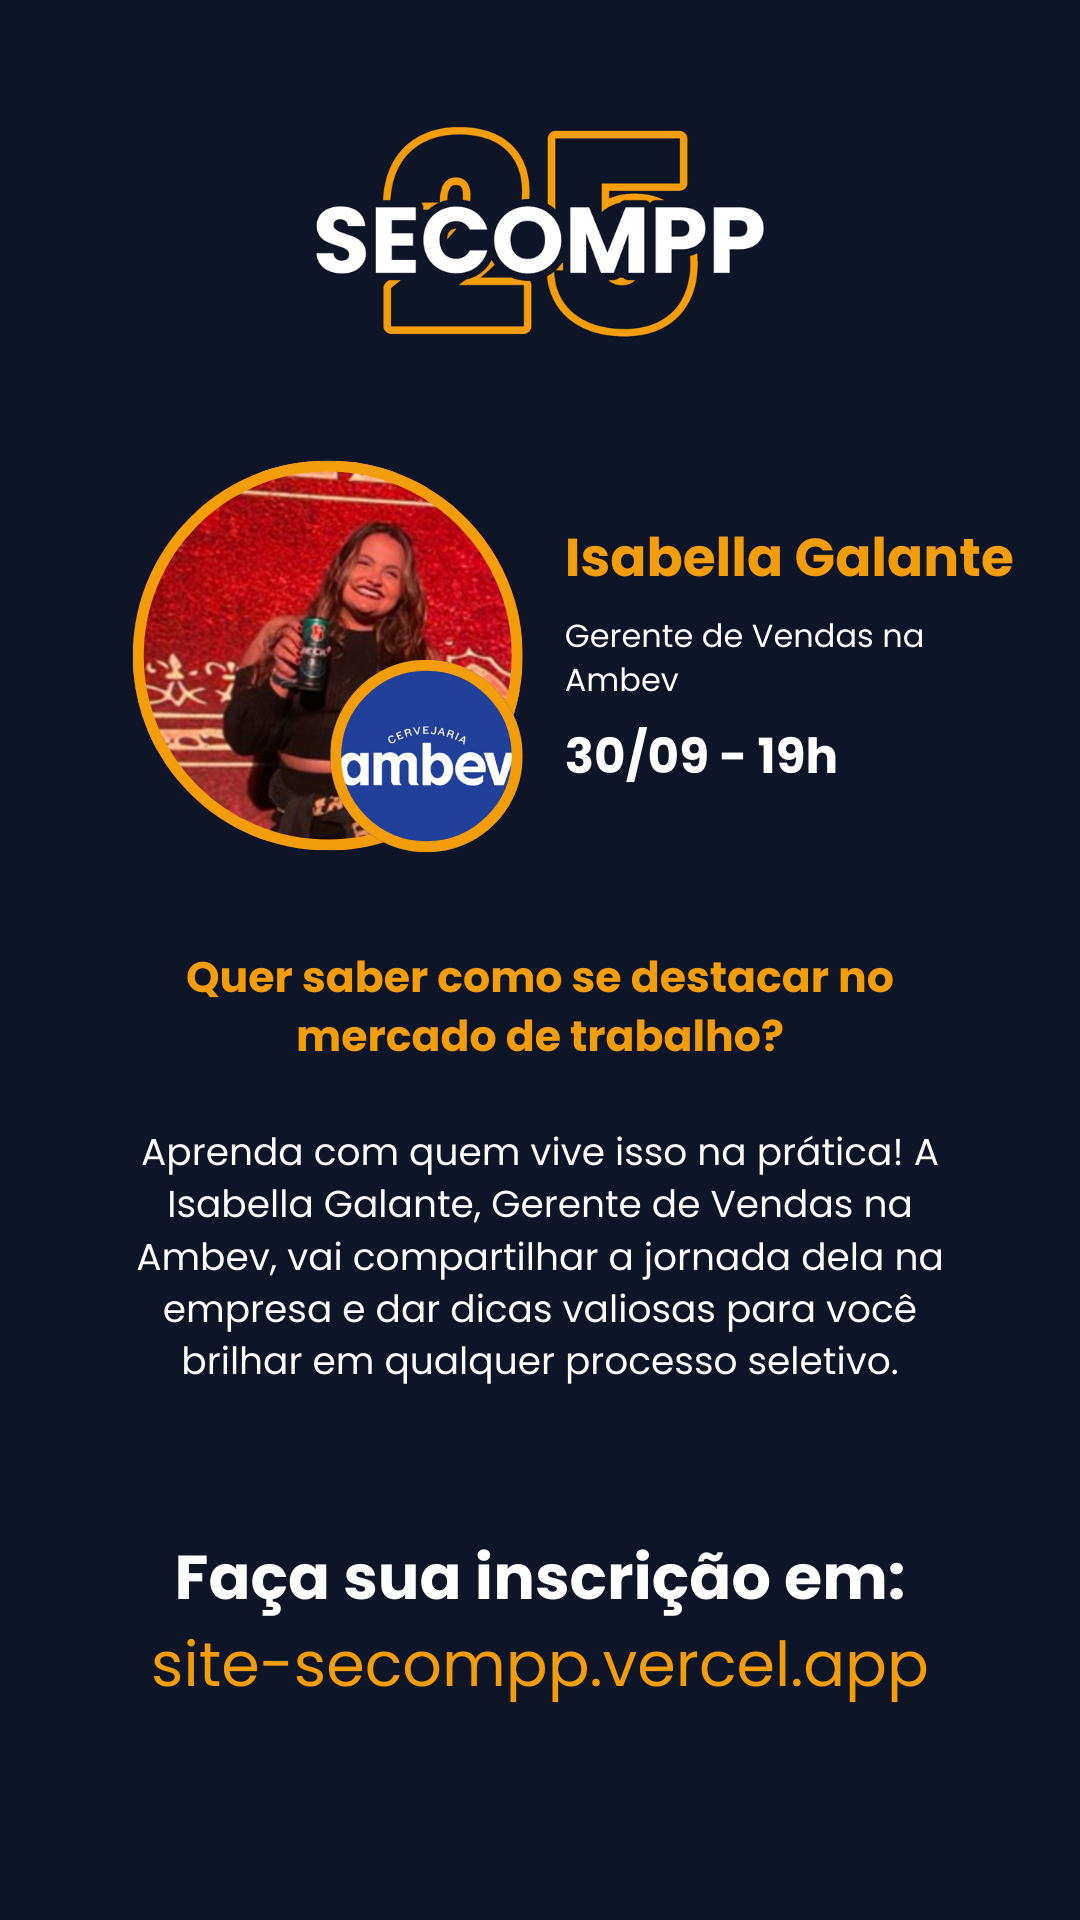 25
SECOMPP
Isabella Galante
Gerente de Vendas na
Ambev
30/09 - 19h
CERVEJARIA
ambev
Quer saber como se destacar no
mercado de trabalho?
Aprenda com quem vive isso na prática! A
Isabella Galante, Gerente de Vendas na
Ambev, vai compartilhar a jornada dela na
empresa e dar dicas valiosas para você
brilhar em qualquer processo seletivo.
Faça sua inscrição em:
site-secompp.vercel.app